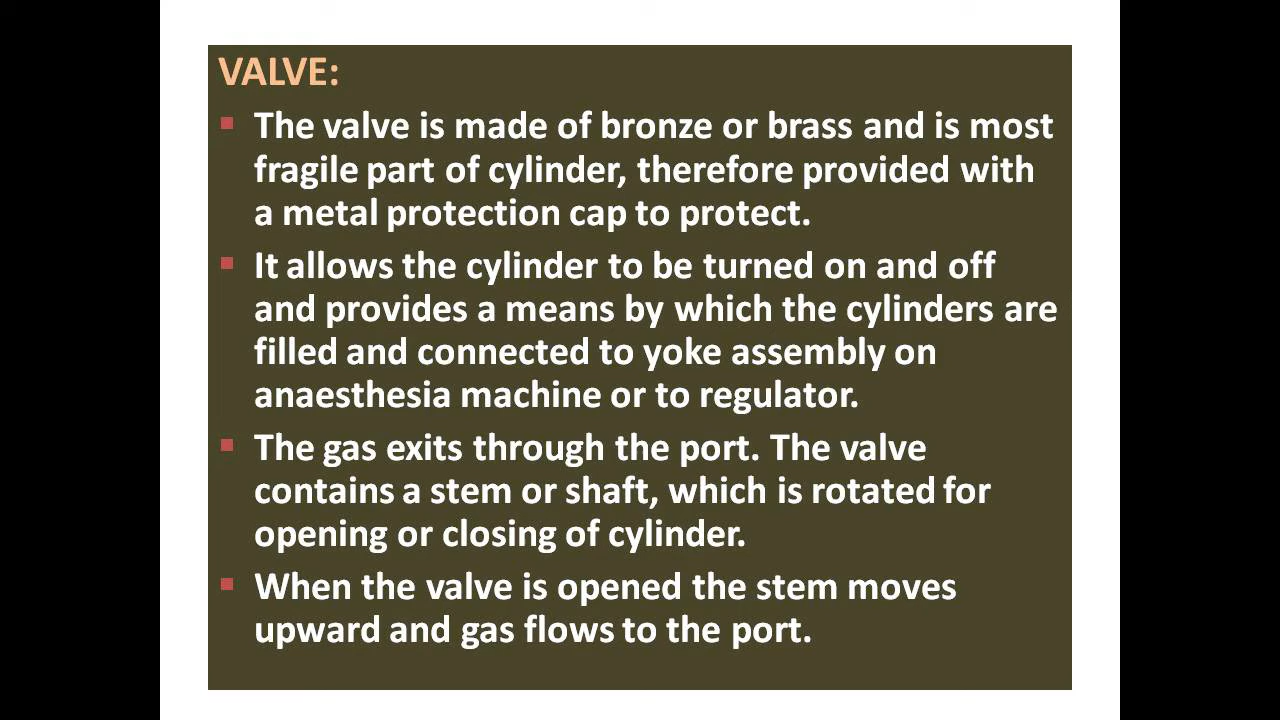 VALVE:
The valve is made of bronze or brass and is most
fragile part of cylinder, therefore provided with
a metal protection cap to protect.
It allows the cylinder to be turned on and off
and provides a means by which the cylinders are
filled and connected to yoke assembly on
anaesthesia machine or to regulator.
The gas exits through the port. The valve
contains a stem or shaft, which is rotated for
opening or closing of cylinder.
When the valve is opened the stem moves
upward and gas flows to the port.